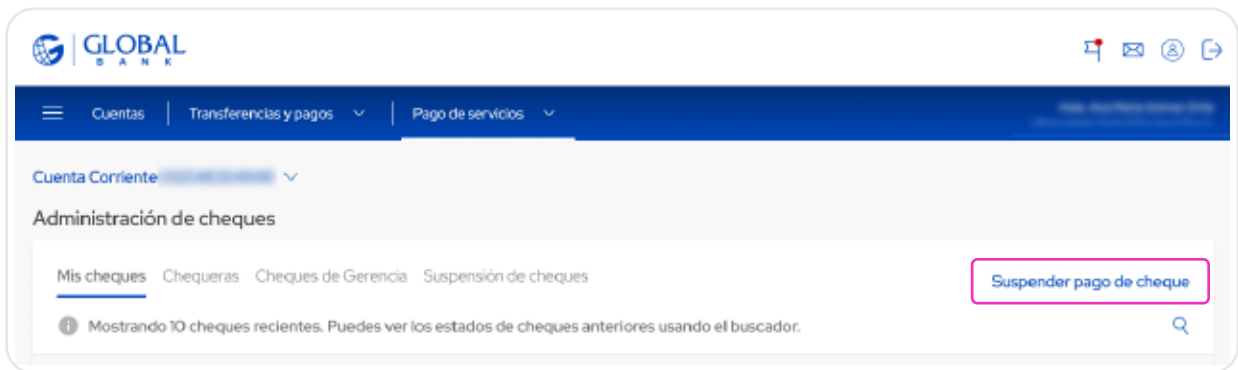 GLOBAL
BANK
Cuentas Transferencias y pagos Pago de servicios
Cuenta Corriente
Administración de cheques
Mis cheques Chequeras Cheques de Gerencia Suspensión de cheques Suspender pago de cheque
Mostrando 10 cheques recientes. Puedes ver los estados de cheques anteriores usando el buscador.